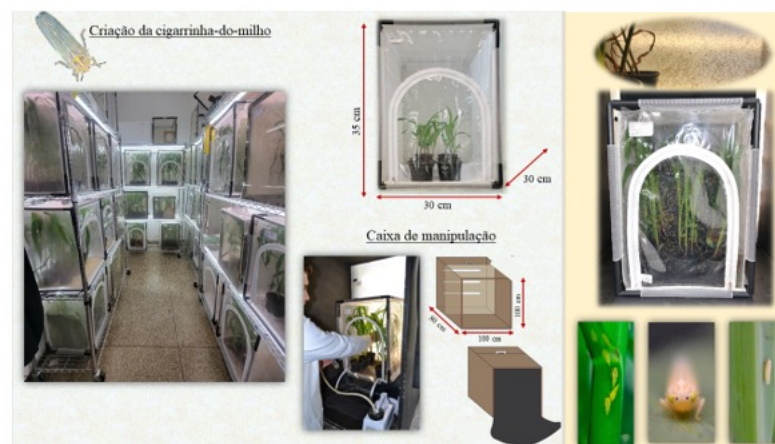 Criação da cigarrinha-do-milho
35 cm
30 cm
30 cm
Caixa de manipulação
100 cm
100 cm